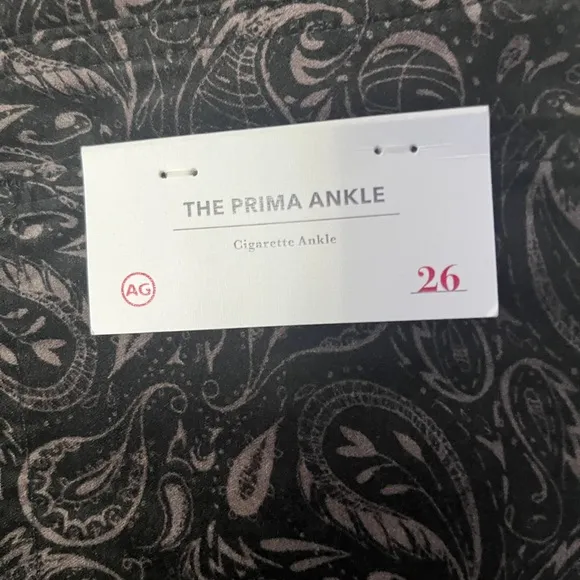 THE PRIMA ANKLE
Cigarette Ankle
AG
26